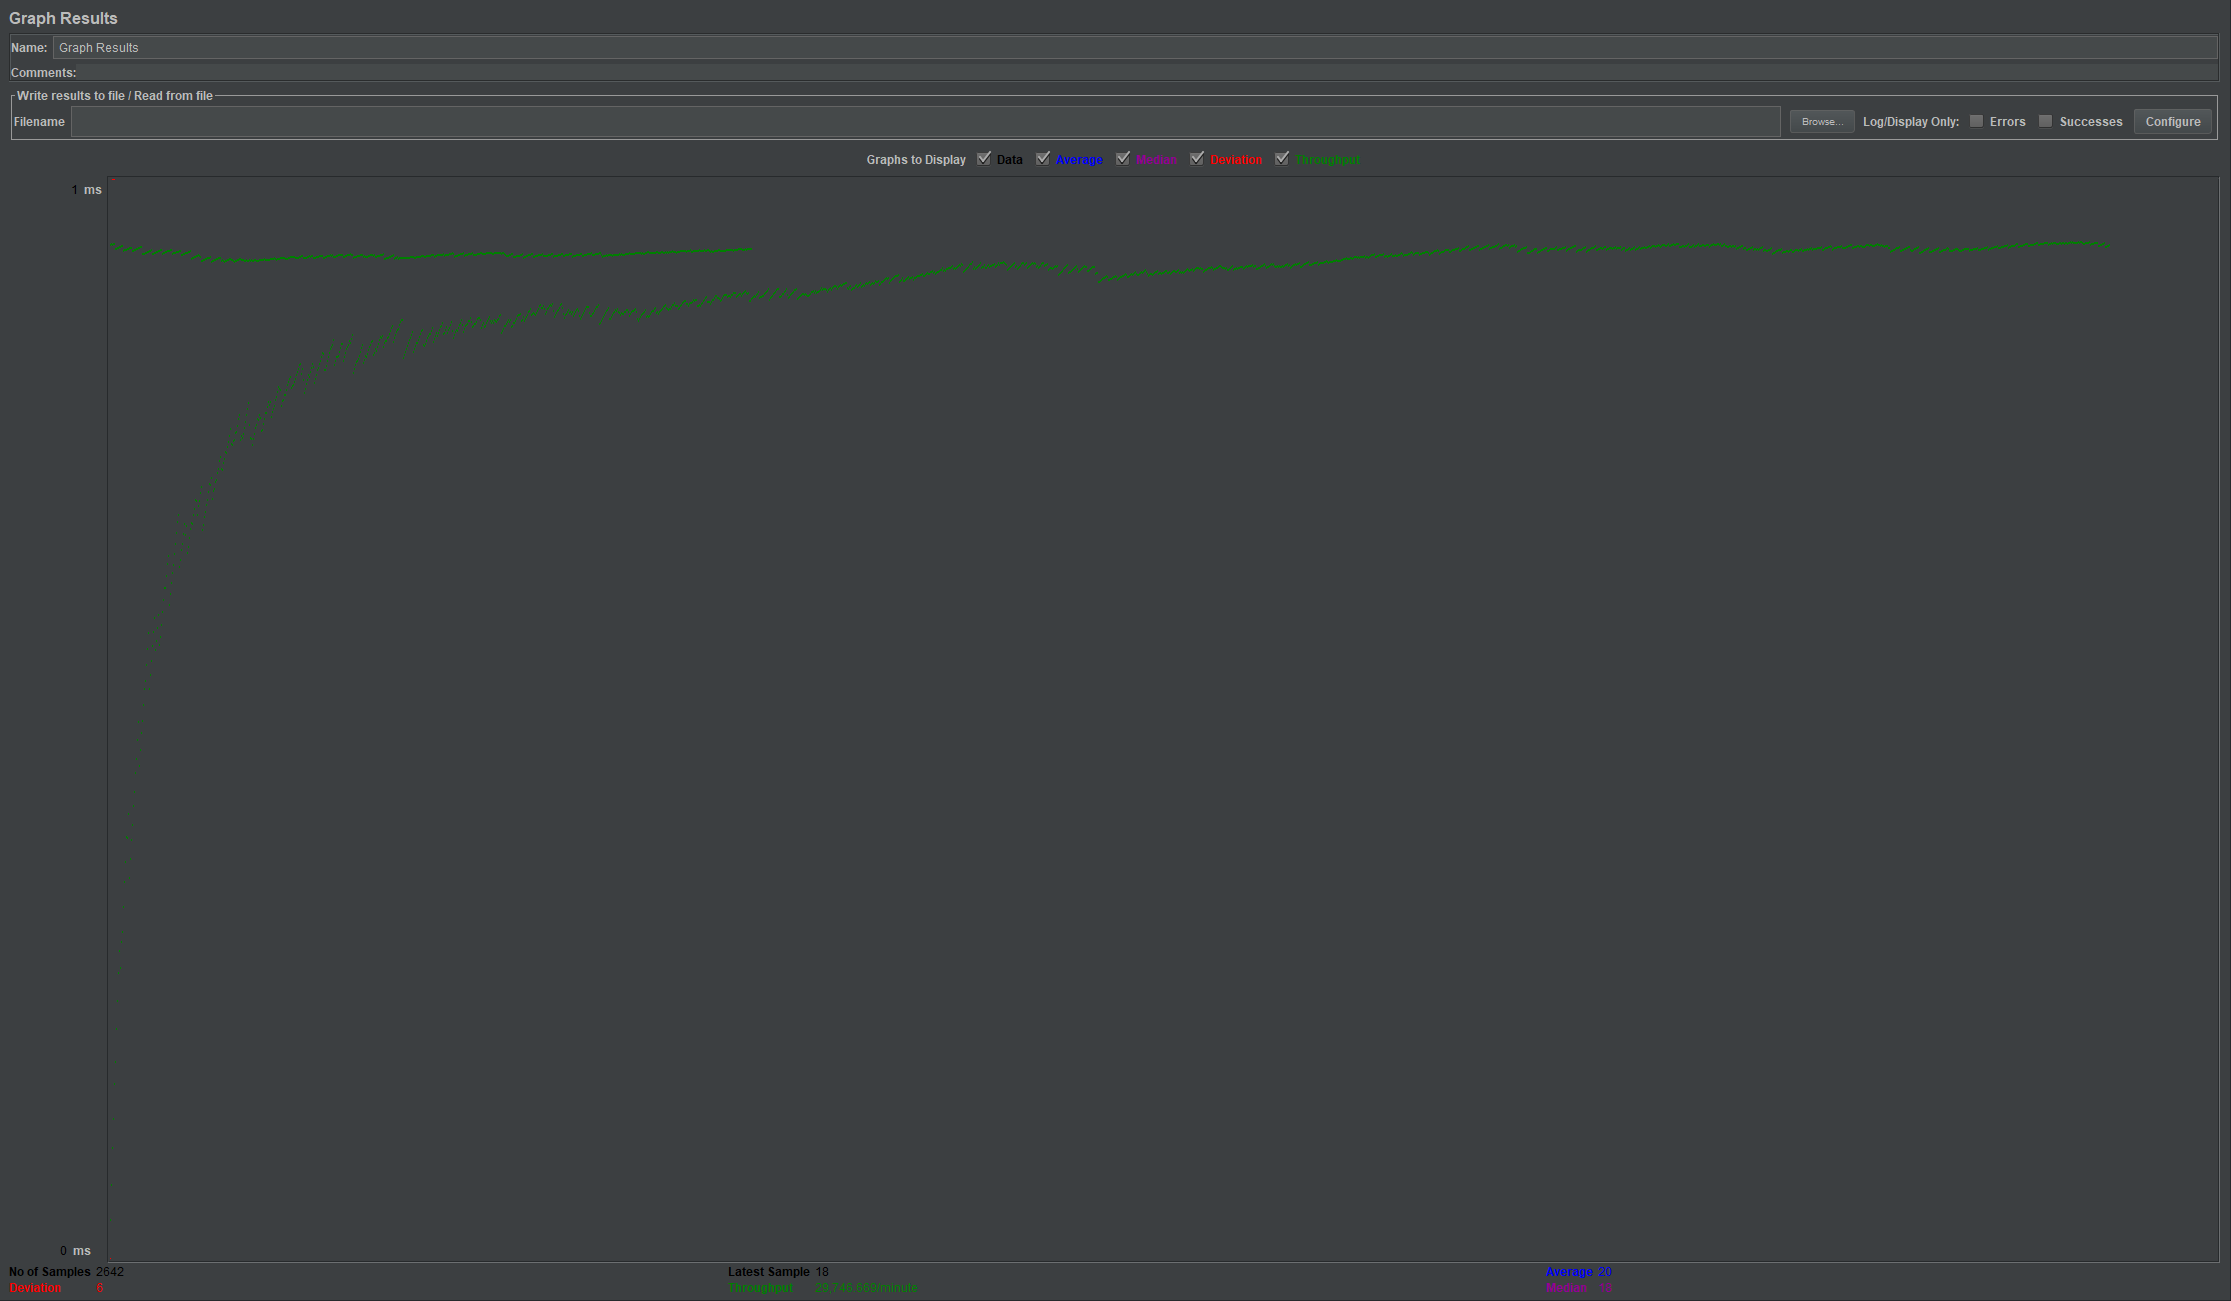 Graph Results
Name: Graph Results
Comments:
Write results to file / Read from file
Filename Browse... Log/Display Only: Errors Successes Configure
Graphs to Display Data Average Median Deviation Throughput
1 ms
0 ms
No of Samples 2642 Latest Sample 18 Average 20
Deviation 6 Throughput 29,746.669/minute Median